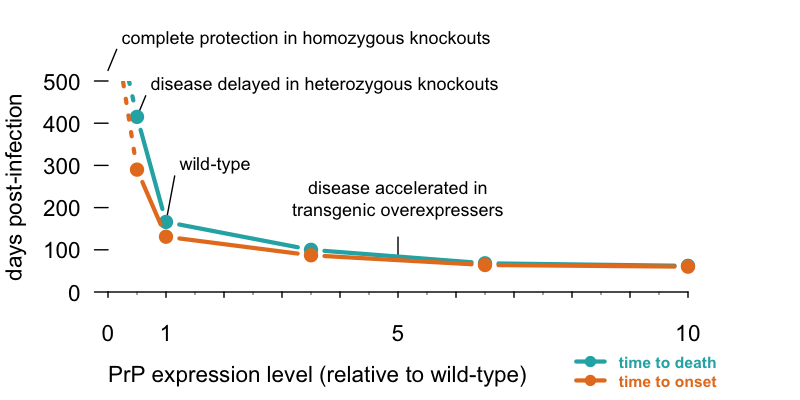 complete protection in homozygous knockouts
disease delayed in heterozygous knockouts
wild-type
disease accelerated in
transgenic overexpressers
days post-infection
500
400
300
200
100
0
0 1 5 10
PrP expression level (relative to wild-type)
time to death
time to onset